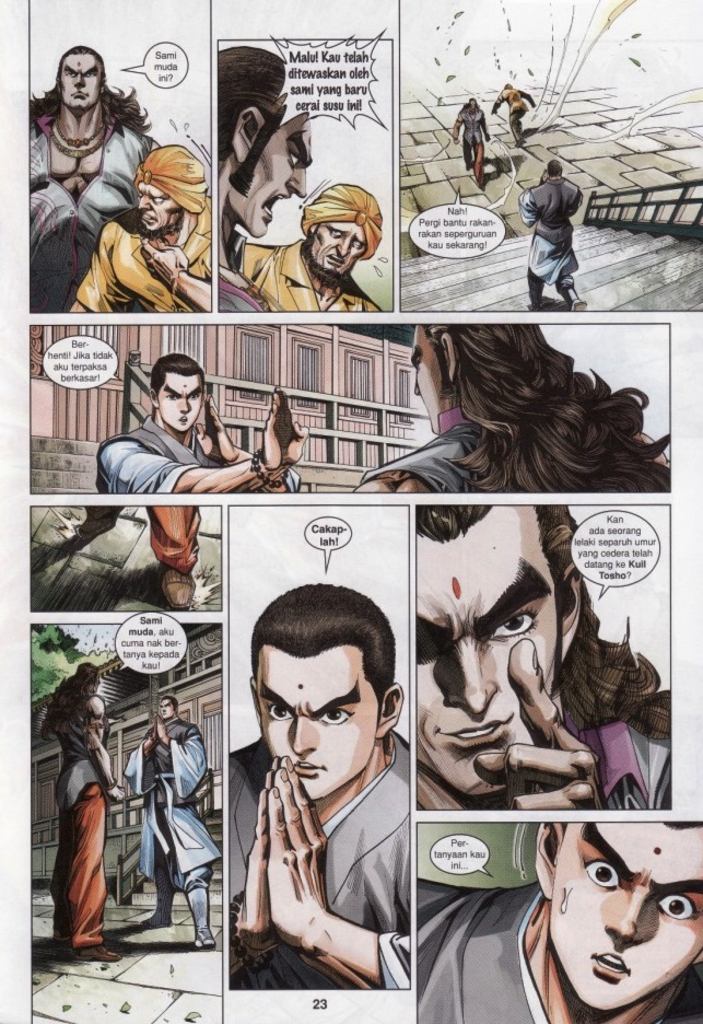 Sami
muda
ini?
Malu! Kau telah
ditewaskan oleh
sami yang baru
cerai susu ini!
Nah!
Pergi bantu rakan-
rakan seperguruan
kau sekarang!
Ber-
henti! Jika tidak
aku terpaksa
berkasar!
Sami
muda, aku
cuma nak ber-
tanya kepada
kau!
Cakap-
lah!
Kan
ada seorang
lelaki separuh umur
yang cedera telah
datang ke Kuil
Tosho?
Per-
tanyaan kau
ini...
23